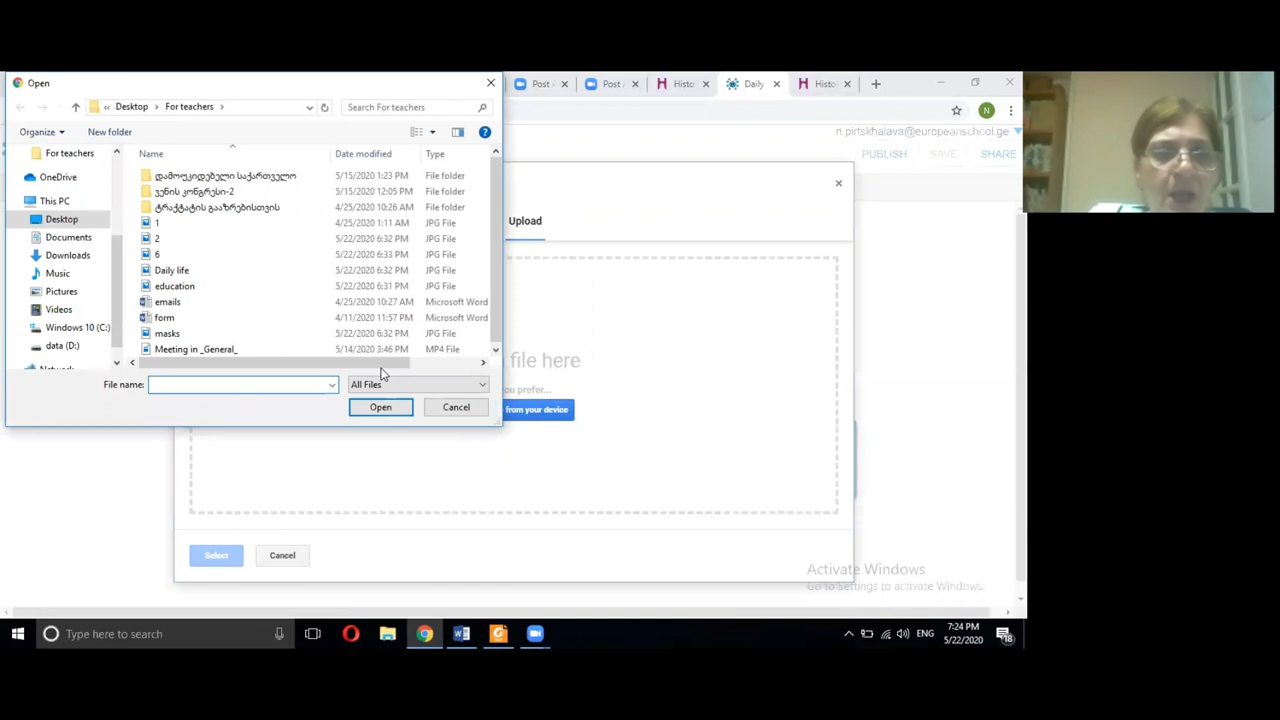 Open
Post
Post
Histo
Daily
Histo
« Desktop › For teachers ›
Search For teachers
N
Organize
New folder
n.pirtskhalava@europeanschool.ge
PUBLISH
SAVE
SHARE
For teachers
OneDrive
This PC
Desktop
Documents
Downloads
Music
Pictures
Videos
Windows 10 (C:)
data (D:)
Name
Date modified
Type
დამოუკიდებელი საქართველო 5/15/2020 1:23 PM File folder
ვენის კონგრესი-2 5/15/2020 12:05 PM File folder
ტრაქტატის გააზრებისთვის 4/25/2020 10:26 AM File folder
1 4/25/2020 1:11 AM JPG File
2 5/22/2020 6:32 PM JPG File
6 5/22/2020 6:33 PM JPG File
Daily life 5/22/2020 6:32 PM JPG File
education 5/22/2020 6:31 PM JPG File
emails 4/25/2020 10:27 AM Microsoft Word
form 4/11/2020 11:57 PM Microsoft Word
masks 5/22/2020 6:32 PM JPG File
Meeting in _General_ 5/14/2020 3:46 PM MP4 File
File name:
All Files
Open
Cancel
Upload
file here
you prefer...
from your device
Select
Cancel
Activate Windows
Go to Settings to activate Windows.
Type here to search
ENG
7:24 PM
5/22/2020
18